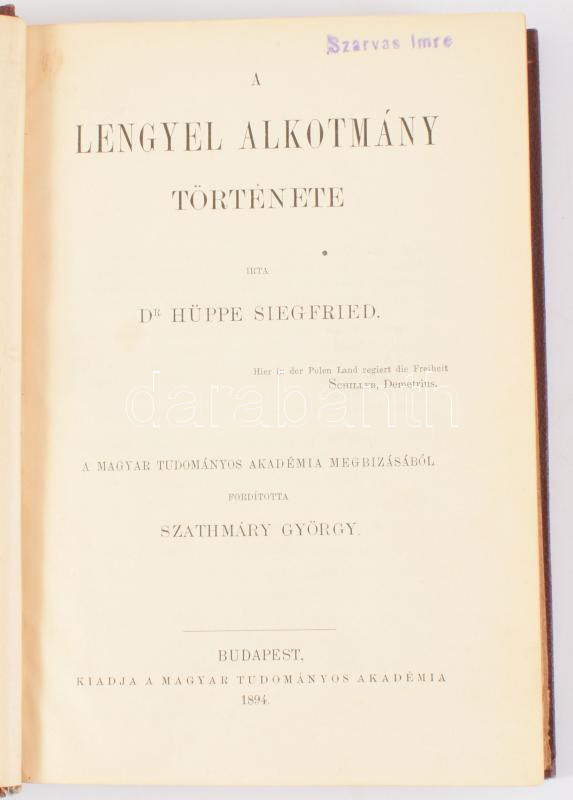 Szarvas Imre
A
LENGYEL ALKOTMÁNY
TÖRTÉNETE
IRTA
DR HÜPPE SIEGFRIED.
Hier in der Polen Land regiert die Freiheit
SCHILLER, Demetrius.
darabanth
A MAGYAR TUDOMÁNYOS AKADÉMIA MEGBIZÁSÁBÓL
FORDÍTOTTA
SZATHMÁRY GYÖRGY.
BUDAPEST,
KIADJA A MAGYAR TUDOMÁNYOS AKADÉMIA
1894.